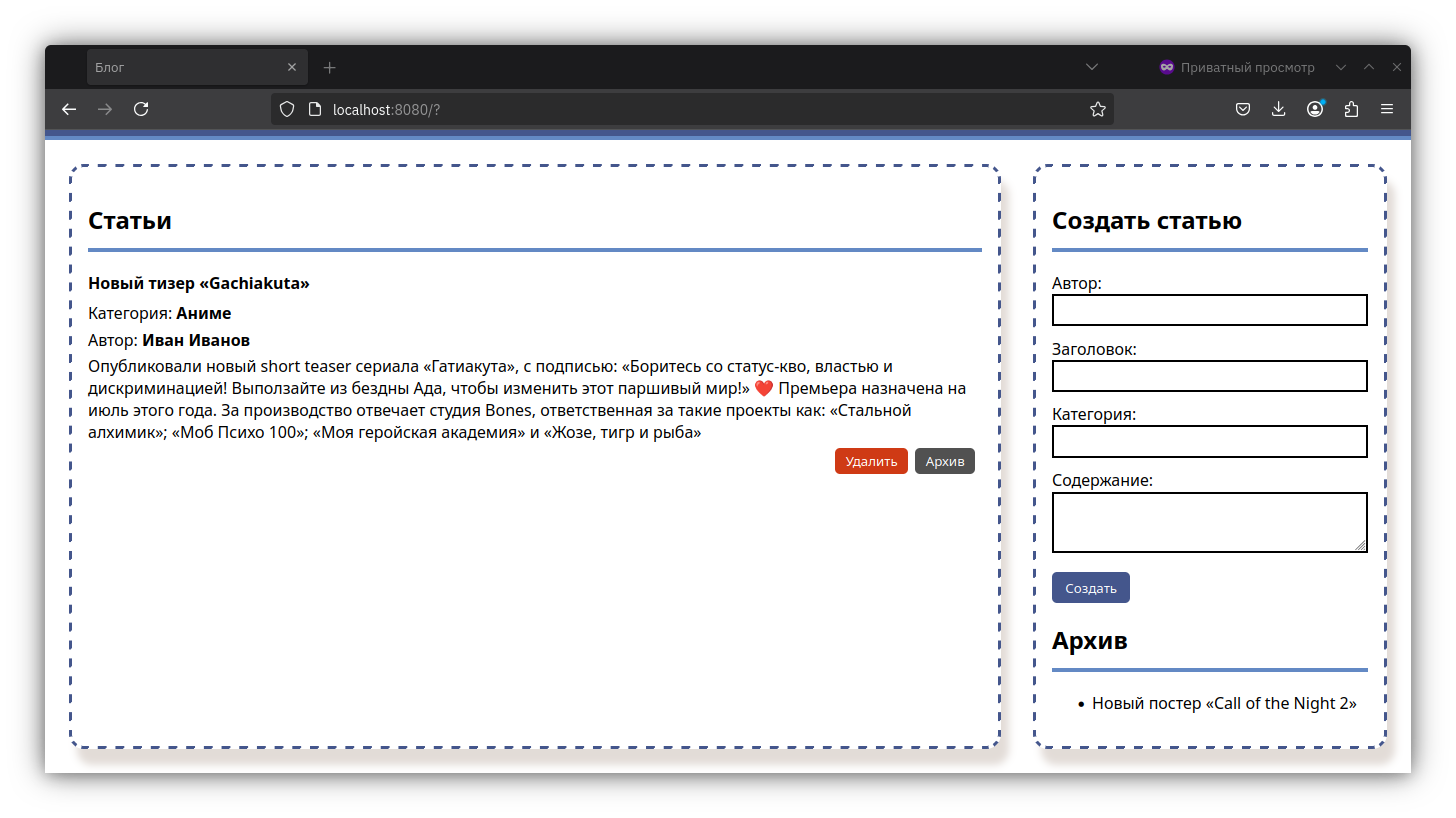 Блог
Приватный просмотр
localhost:8080/?
Статьи
Новый тизер «Gachiakuta»
Категория: Аниме
Автор: Иван Иванов
Опубликовали новый short teaser сериала «Гатиакута», с подписью: «Боритесь со статус-кво, властью и
дискриминацией! Выползайте из бездны Ада, чтобы изменить этот паршивый мир!» ❤️ Премьера назначена на
июль этого года. За производство отвечает студия Bones, ответственная за такие проекты как: «Стальной
алхимик»; «Моб Психо 100»; «Моя геройская академия» и «Жозе, тигр и рыба»
Удалить Архив
Создать статью
Автор:
Заголовок:
Категория:
Содержание:
Создать
Архив
• Новый постер «Call of the Night 2»